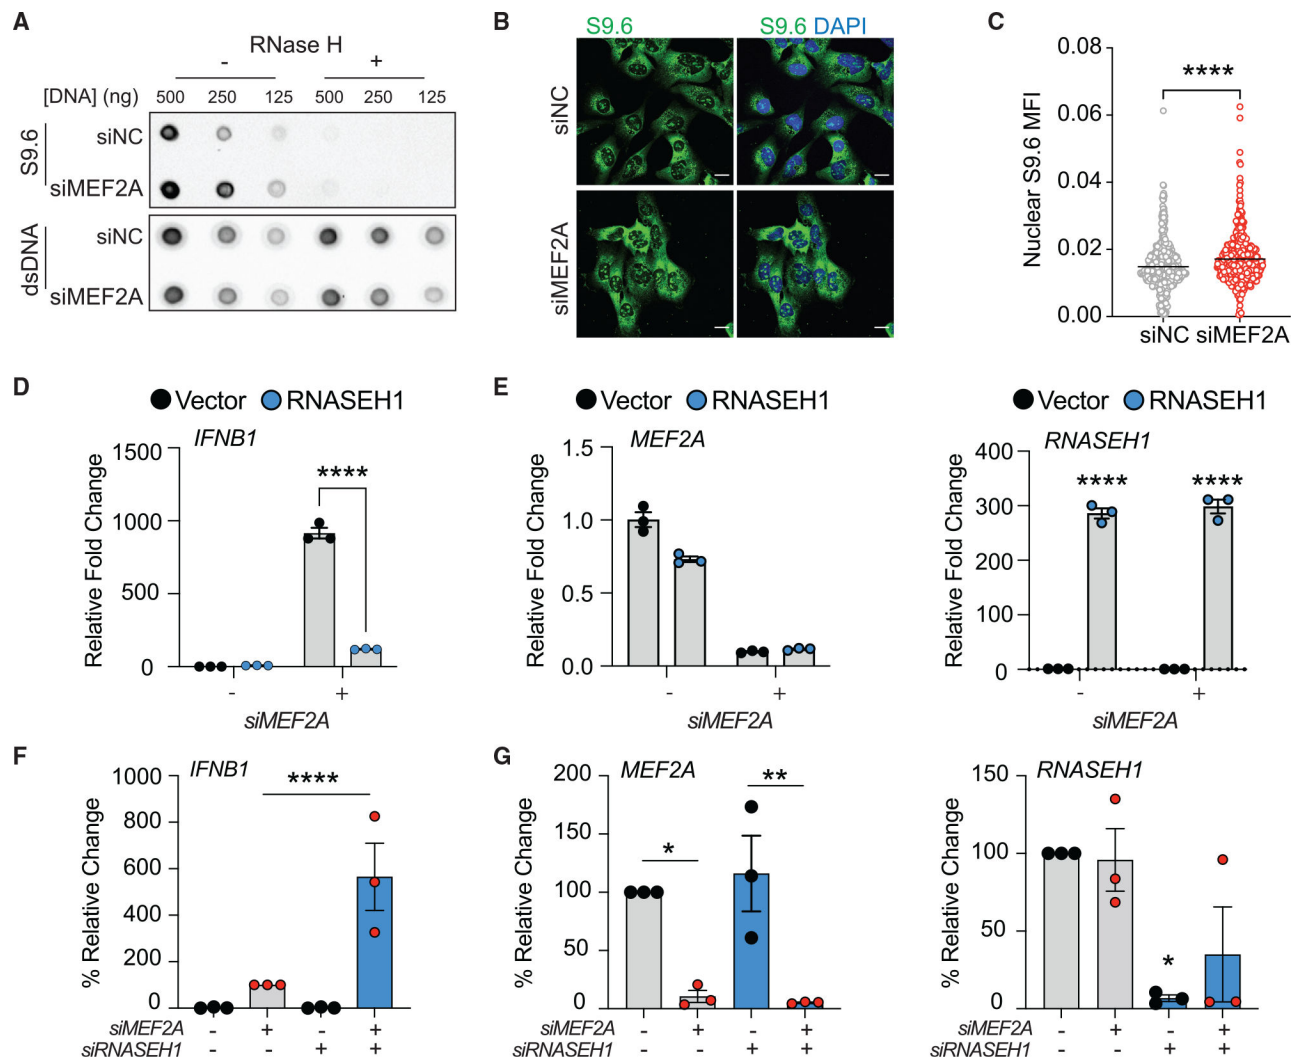 A
RNase H
- +
[DNA] (ng) 500 250 125 500 250 125
S9.6
siNC
siMEF2A
dsDNA
siNC
siMEF2A
B
S9.6 S9.6 DAPI
siNC
siMEF2A
C
Nuclear S9.6 MFI
0.08
0.06
0.04
0.02
0.00
****
siNC siMEF2A
D
Vector RNASEH1
IFNB1
Relative Fold Change
1500
1000
500
0
****
- +
siMEF2A
E
MEF2A
Relative Fold Change
1.5
1.0
0.5
0.0
- +
siMEF2A
Vector RNASEH1
RNASEH1
Relative Fold Change
400
300
200
100
0
**** ****
- +
siMEF2A
F
IFNB1
% Relative Change
1000
800
600
400
200
0
****
siMEF2A - + - +
siRNASEH1 - - + +
G
MEF2A
% Relative Change
200
150
100
50
0
* **
siMEF2A - + - +
siRNASEH1 - - + +
RNASEH1
% Relative Change
150
100
50
0
*
siMEF2A - + - +
siRNASEH1 - - + +